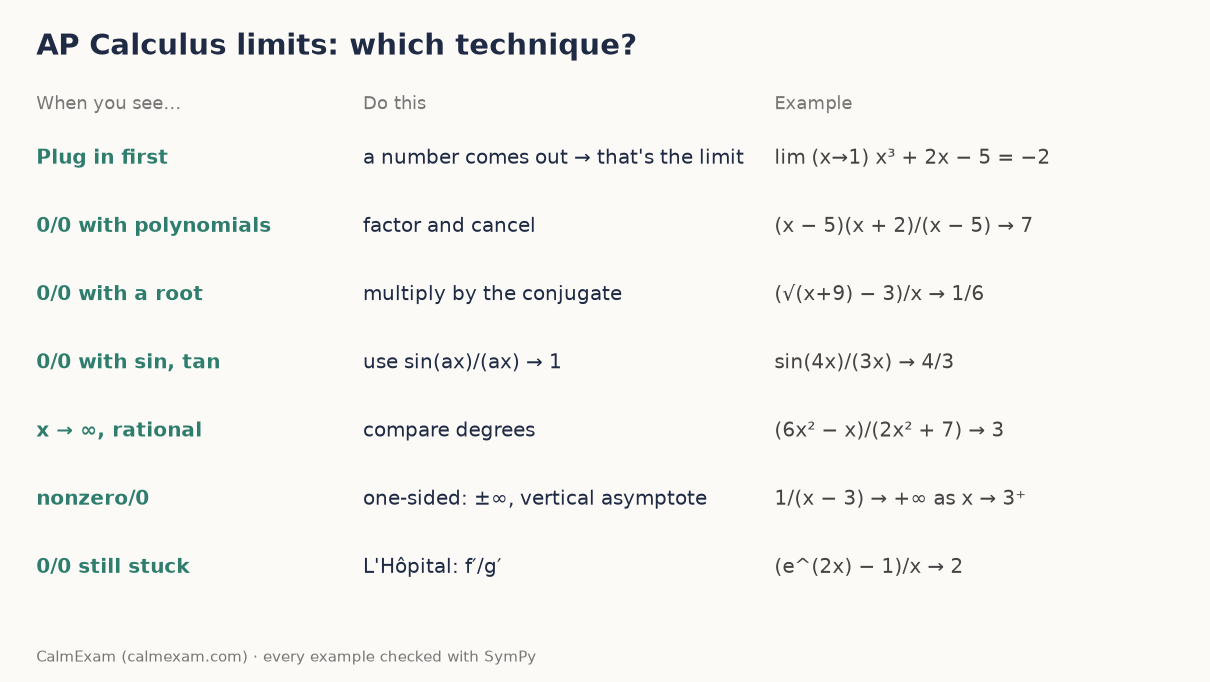 AP Calculus limits: which technique?
When you see… Do this Example
Plug in first a number comes out → that's the limit lim (x→1) x³ + 2x − 5 = −2
0/0 with polynomials factor and cancel (x − 5)(x + 2)/(x − 5) → 7
0/0 with a root multiply by the conjugate (√(x+9) − 3)/x → 1/6
0/0 with sin, tan use sin(ax)/(ax) → 1 sin(4x)/(3x) → 4/3
x → ∞, rational compare degrees (6x² − x)/(2x² + 7) → 3
nonzero/0 one-sided: ±∞, vertical asymptote 1/(x − 3) → +∞ as x → 3⁺
0/0 still stuck L'Hôpital: f′/g′ (e^(2x) − 1)/x → 2
CalmExam (calmexam.com) · every example checked with SymPy